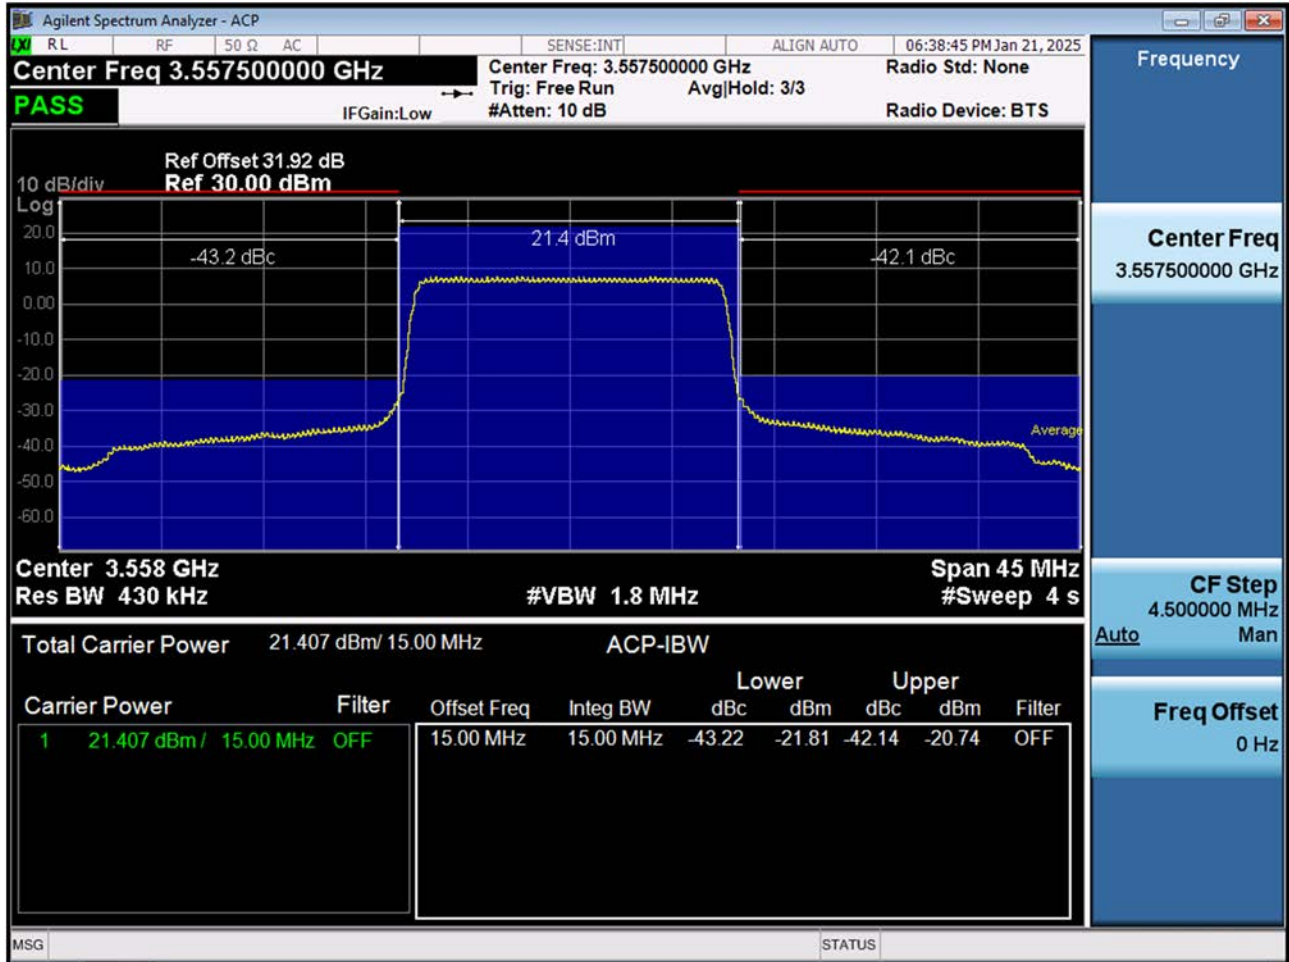 Agilent Spectrum Analyzer - ACP
LXI RL RF 50 Ω AC SENSE:INT ALIGN AUTO 06:38:45 PM Jan 21, 2025
Center Freq 3.557500000 GHz
Center Freq: 3.557500000 GHz Radio Std: None
Trig: Free Run Avg|Hold: 3/3
PASS IFGain:Low #Atten: 10 dB Radio Device: BTS
Ref Offset 31.92 dB
10 dB/div Ref 30.00 dBm
Log
20.0
10.0
0.00
-10.0
-20.0
-30.0
-40.0
-50.0
-60.0
-43.2 dBc 21.4 dBm -42.1 dBc
Average
Center 3.558 GHz Span 45 MHz
Res BW 430 kHz #VBW 1.8 MHz #Sweep 4 s
Total Carrier Power 21.407 dBm/ 15.00 MHz ACP-IBW
Lower Upper
Carrier Power Filter Offset Freq Integ BW dBc dBm dBc dBm Filter
1 21.407 dBm / 15.00 MHz OFF 15.00 MHz 15.00 MHz -43.22 -21.81 -42.14 -20.74 OFF
MSG STATUS
Frequency
Center Freq
3.557500000 GHz
CF Step
4.500000 MHz
Auto Man
Freq Offset
0 Hz